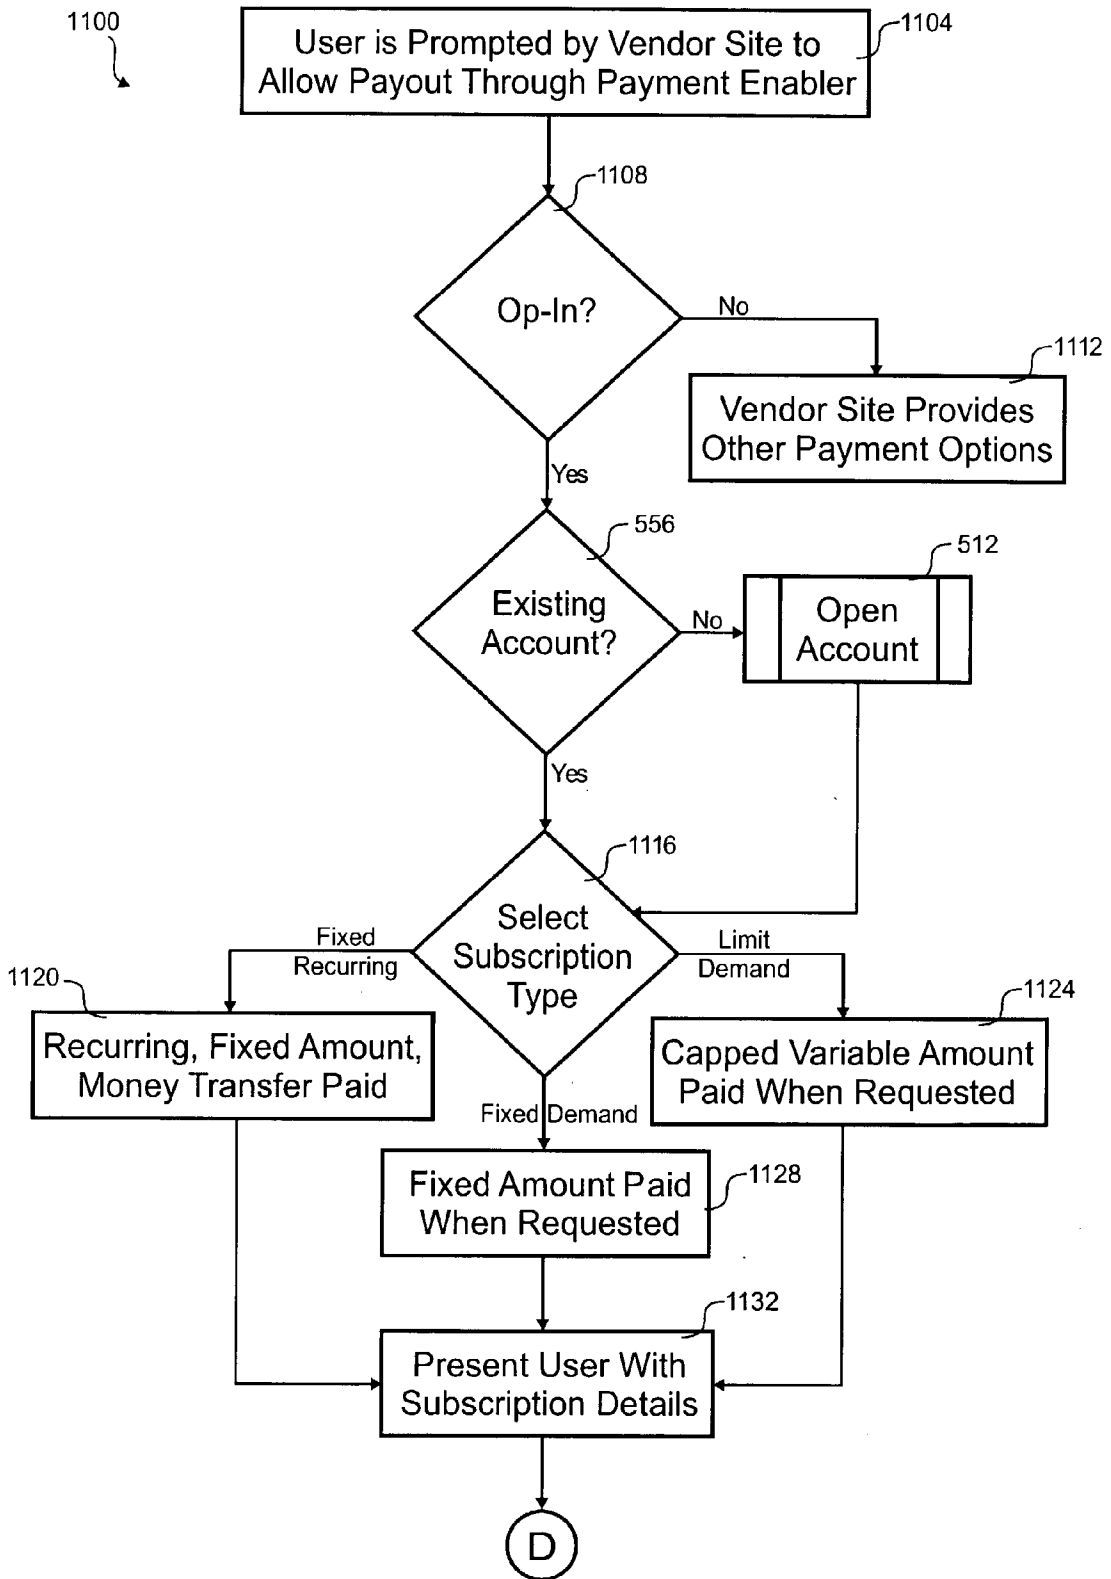 1100
1104
User is Prompted by Vendor Site to
Allow Payout Through Payment Enabler
1108
Op-In?
No
1112
Vendor Site Provides
Other Payment Options
Yes
556
Existing
Account?
No
512
Open
Account
Yes
1116
Select
Subscription
Type
Fixed
Recurring
Limit
Demand
1120
Recurring, Fixed Amount,
Money Transfer Paid
1124
Capped Variable Amount
Paid When Requested
Fixed Demand
1128
Fixed Amount Paid
When Requested
1132
Present User With
Subscription Details
D